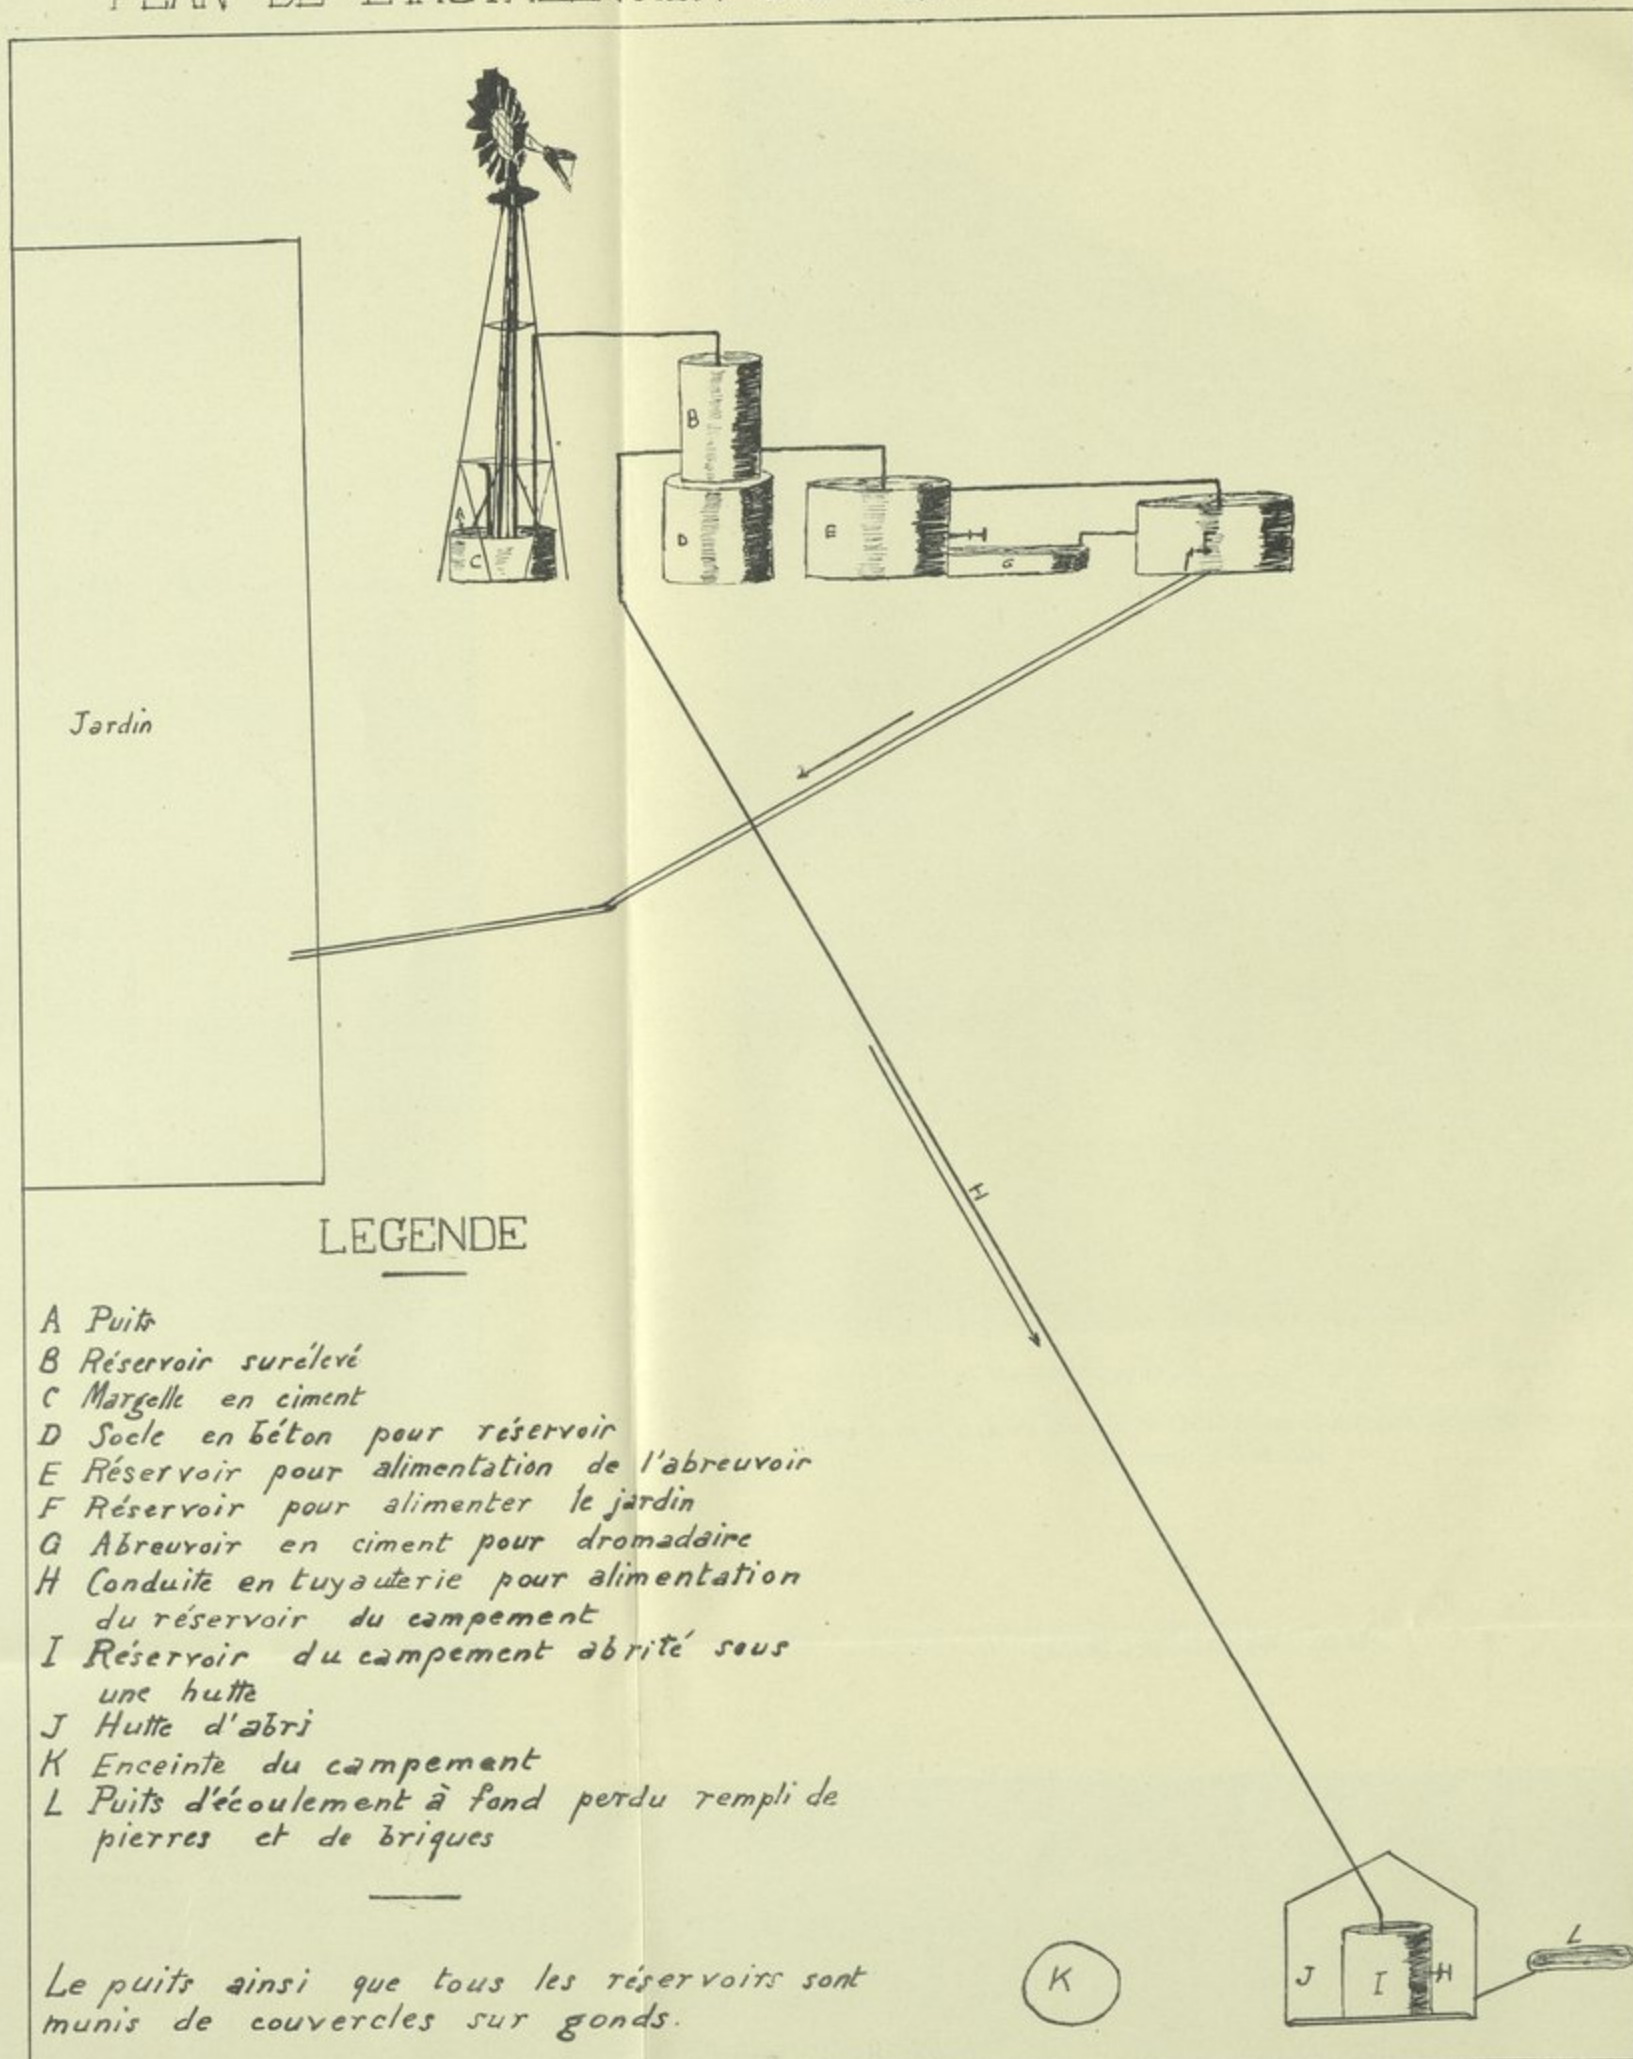 PLAN DE L'INSTALLATION
B
A
E
D
C
G
Jardin
H
LEGENDE
A Puits
B Réservoir surélevé
C Margelle en ciment
D Socle en béton pour réservoir
E Réservoir pour alimentation de l'abreuvoir
F Réservoir pour alimenter le jardin
G Abreuvoir en ciment pour dromadaire
H Conduite en tuyauterie pour alimentation
du réservoir du campement
I Réservoir du campement abrité sous
une hutte
J Hutte d'abri
K Enceinte du campement
L Puits d'écoulement à fond perdu rempli de
pierres et de briques
L
K
J
I
Le puits ainsi que tous les réservoirs sont
munis de couvercles sur gonds.